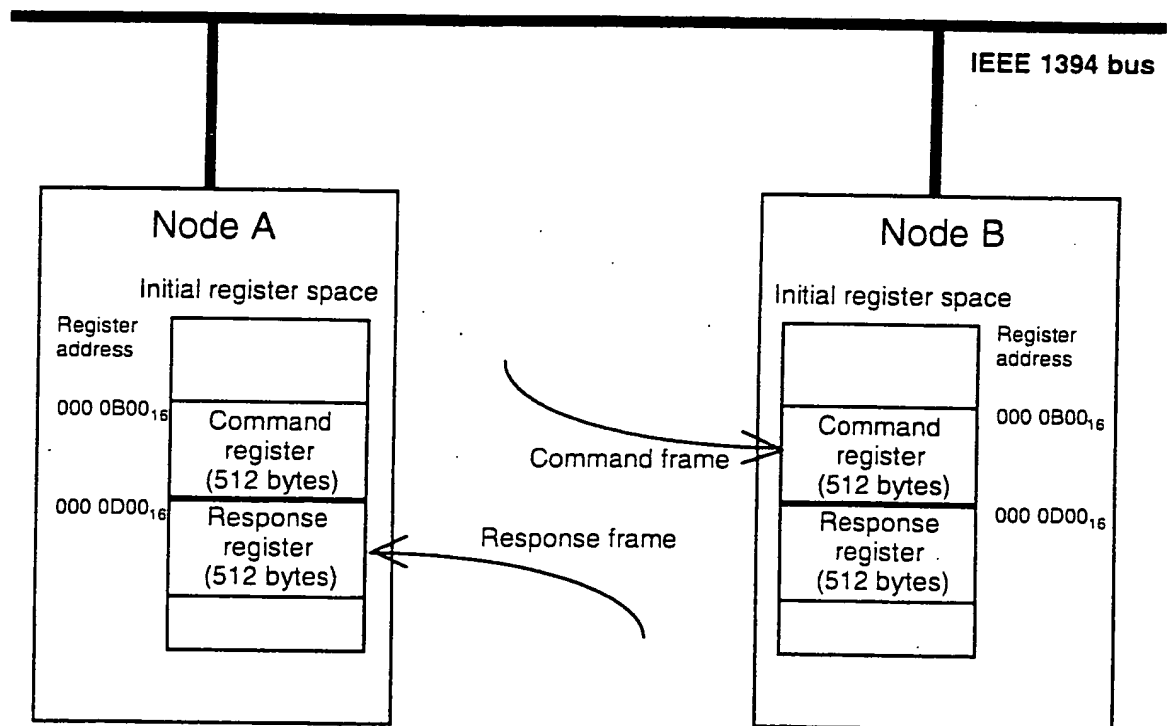 IEEE 1394 bus
Node A
Initial register space
Register
address
000 0B00₁₆
Command
register
(512 bytes)
000 0D00₁₆
Response
register
(512 bytes)
Command frame
Response frame
Node B
Initial register space
Register
address
Command
register
(512 bytes)
000 0B00₁₆
Response
register
(512 bytes)
000 0D00₁₆